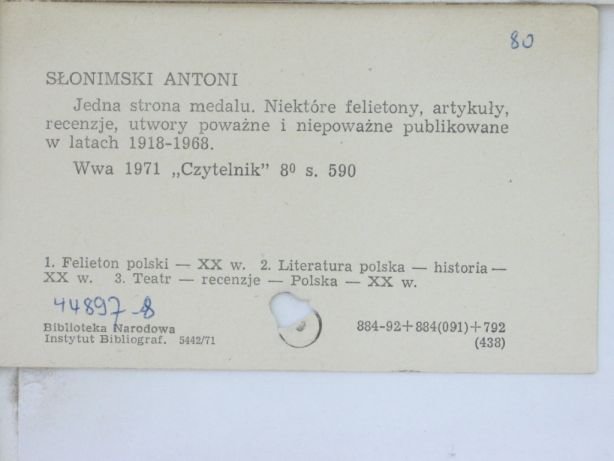 80
SŁONIMSKI ANTONI
Jedna strona medalu. Niektóre felietony, artykuły,
recenzje, utwory poważne i niepoważne publikowane
w latach 1918-1968.
Wwa 1971 „Czytelnik” 8⁰ s. 590
1. Felieton polski — XX w. 2. Literatura polska — historia —
XX w. 3. Teatr — recenzje — Polska — XX w.
44897
Biblioteka Narodowa
Instytut Bibliograf. 5442/71
884-92+884(091)+792
(438)